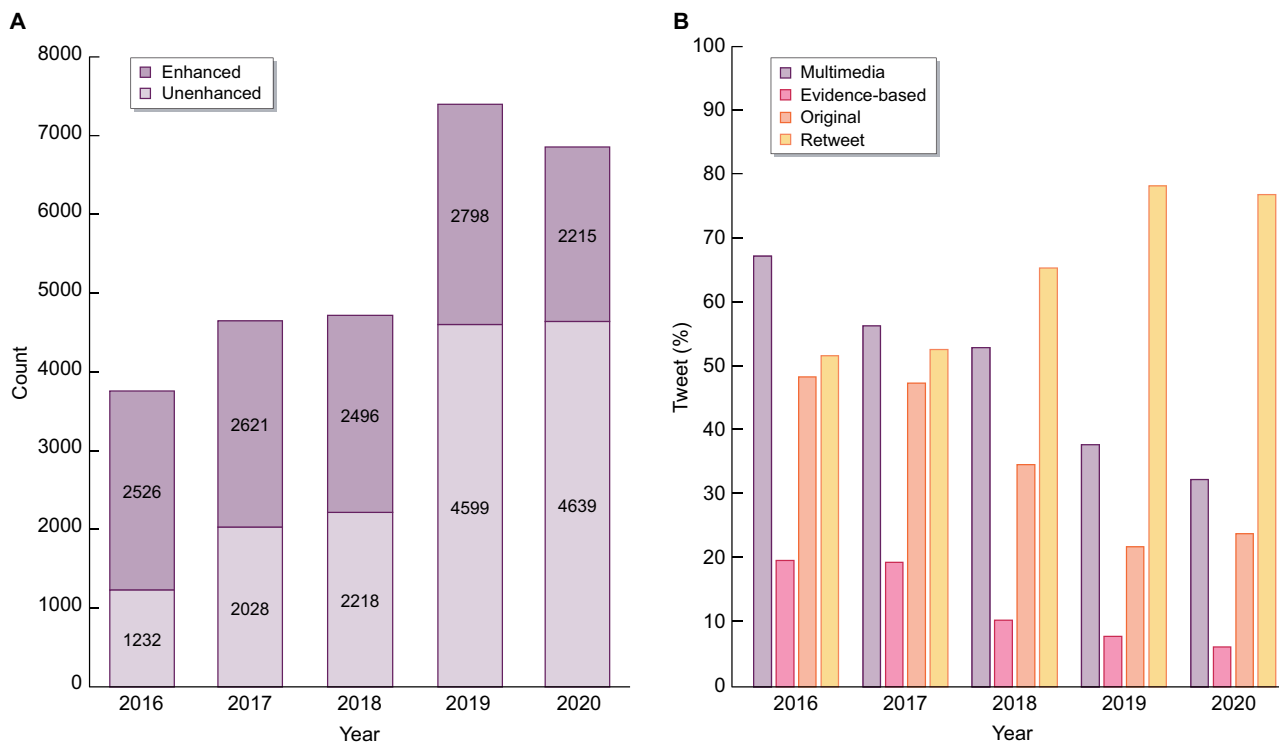 A
8000
7000
6000
5000
4000
3000
2000
1000
0
Count
Enhanced
Unenhanced
2526
1232
2621
2028
2496
2218
2798
4599
2215
4639
2016 2017 2018 2019 2020
Year
B
100
90
80
70
60
50
40
30
20
10
0
Tweet (%)
Multimedia
Evidence-based
Original
Retweet
2016 2017 2018 2019 2020
Year